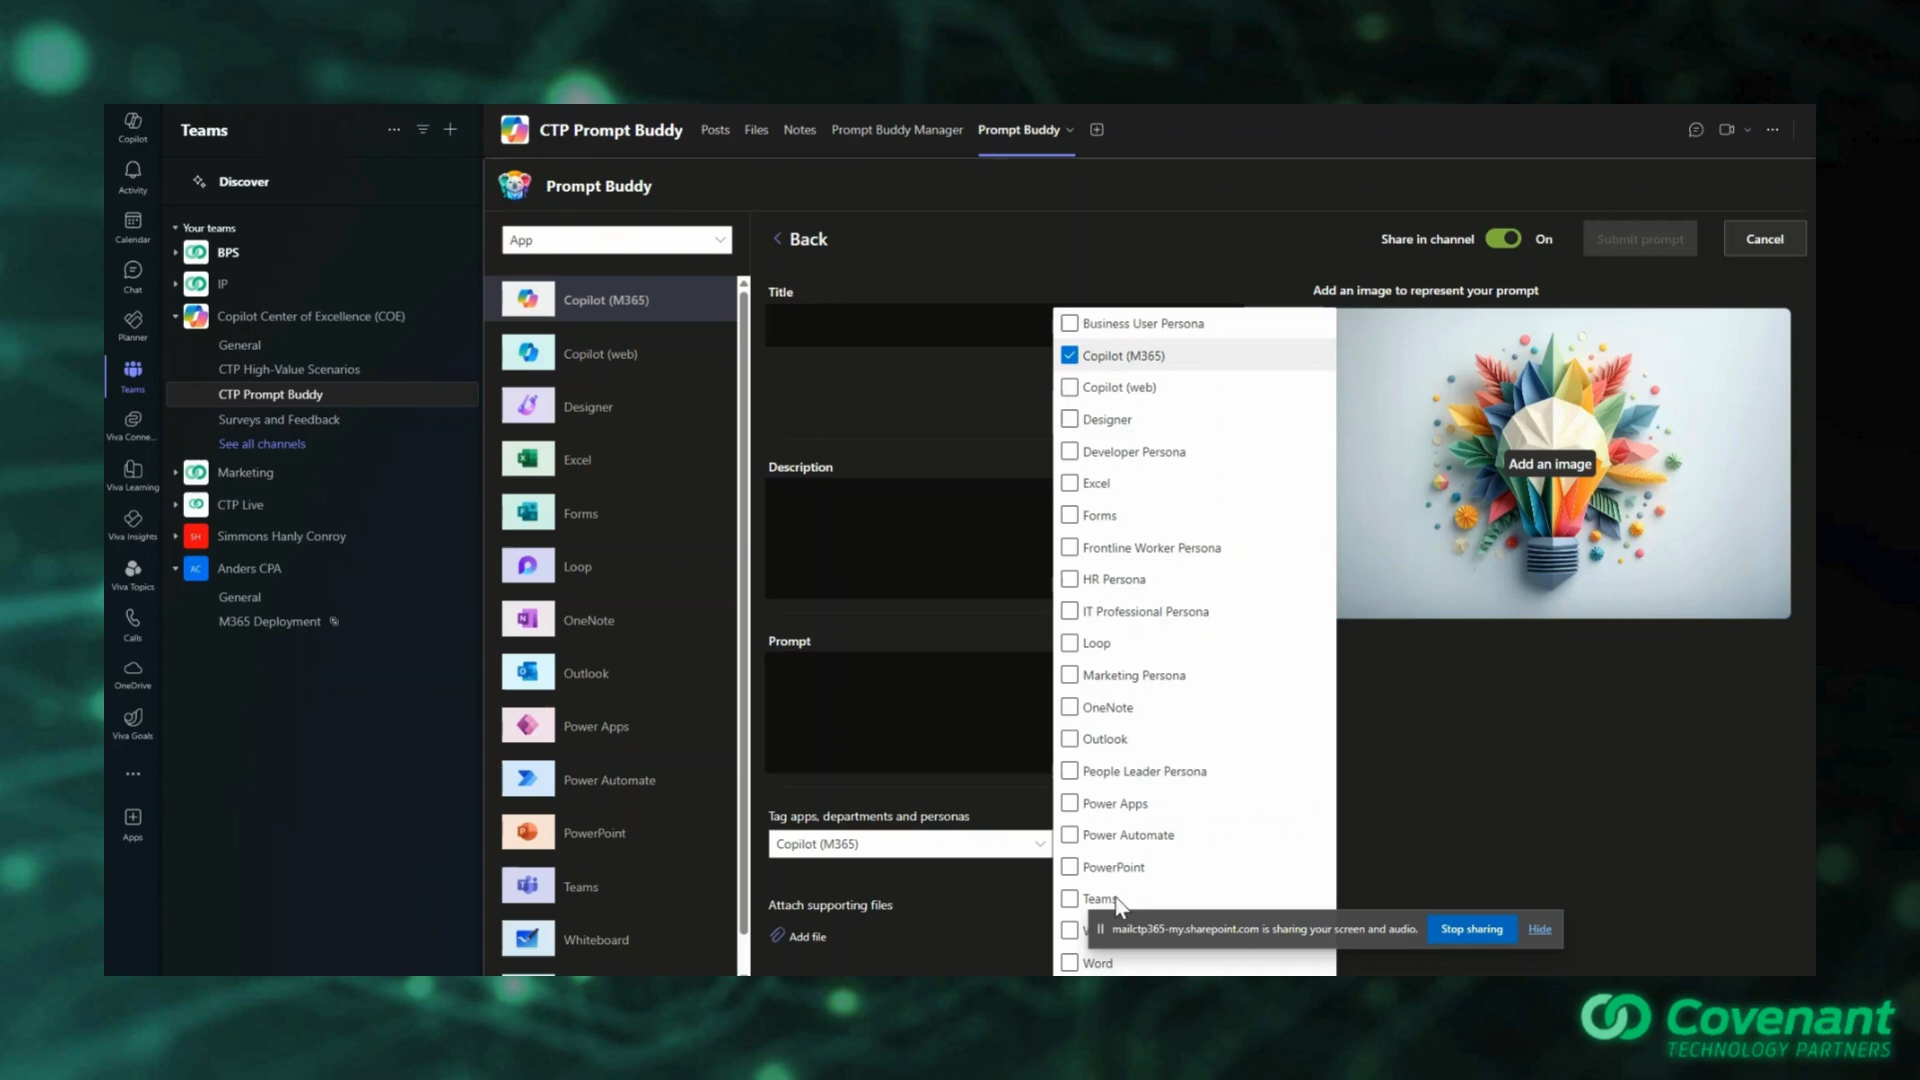 Copilot
Activity
Calendar
Chat
Planner
Teams
Viva Conne...
Viva Learning
Viva Insights
Viva Topics
Calls
OneDrive
Viva Goals
Apps
Teams
Discover
Your teams
BPS
IP
Copilot Center of Excellence (COE)
General
CTP High-Value Scenarios
CTP Prompt Buddy
Surveys and Feedback
See all channels
Marketing
CTP Live
SH Simmons Hanly Conroy
AC Anders CPA
General
M365 Deployment
CTP Prompt Buddy Posts Files Notes Prompt Buddy Manager Prompt Buddy
Prompt Buddy
App
Copilot (M365)
Copilot (web)
Designer
Excel
Forms
Loop
OneNote
Outlook
Power Apps
Power Automate
PowerPoint
Teams
Whiteboard
Back
Share in channel On Submit prompt Cancel
Title
Description
Prompt
Tag apps, departments and personas
Copilot (M365)
Attach supporting files
Add file
Business User Persona
Copilot (M365)
Copilot (web)
Designer
Developer Persona
Excel
Forms
Frontline Worker Persona
HR Persona
IT Professional Persona
Loop
Marketing Persona
OneNote
Outlook
People Leader Persona
Power Apps
Power Automate
PowerPoint
Teams
Word
Add an image to represent your prompt
Add an image
mailctp365-my.sharepoint.com is sharing your screen and audio. Stop sharing Hide
Covenant
TECHNOLOGY PARTNERS